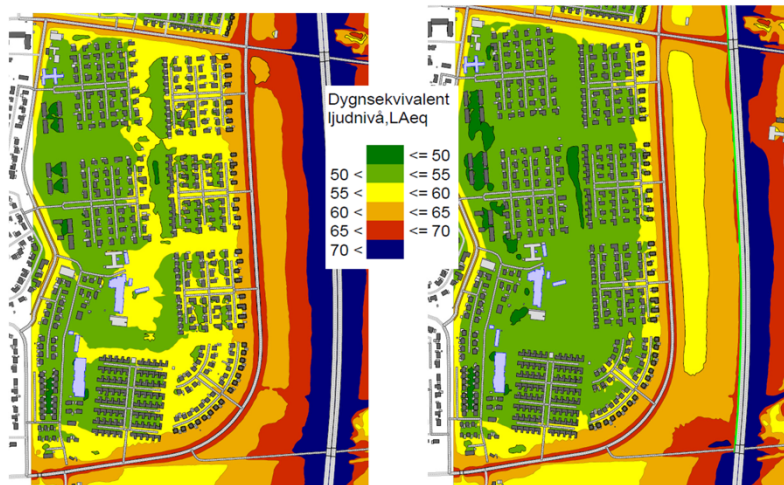 Dygnsekvivalent
ljudnivå,LAeq
<= 50
50 < <= 55
55 < <= 60
60 < <= 65
65 < <= 70
70 <